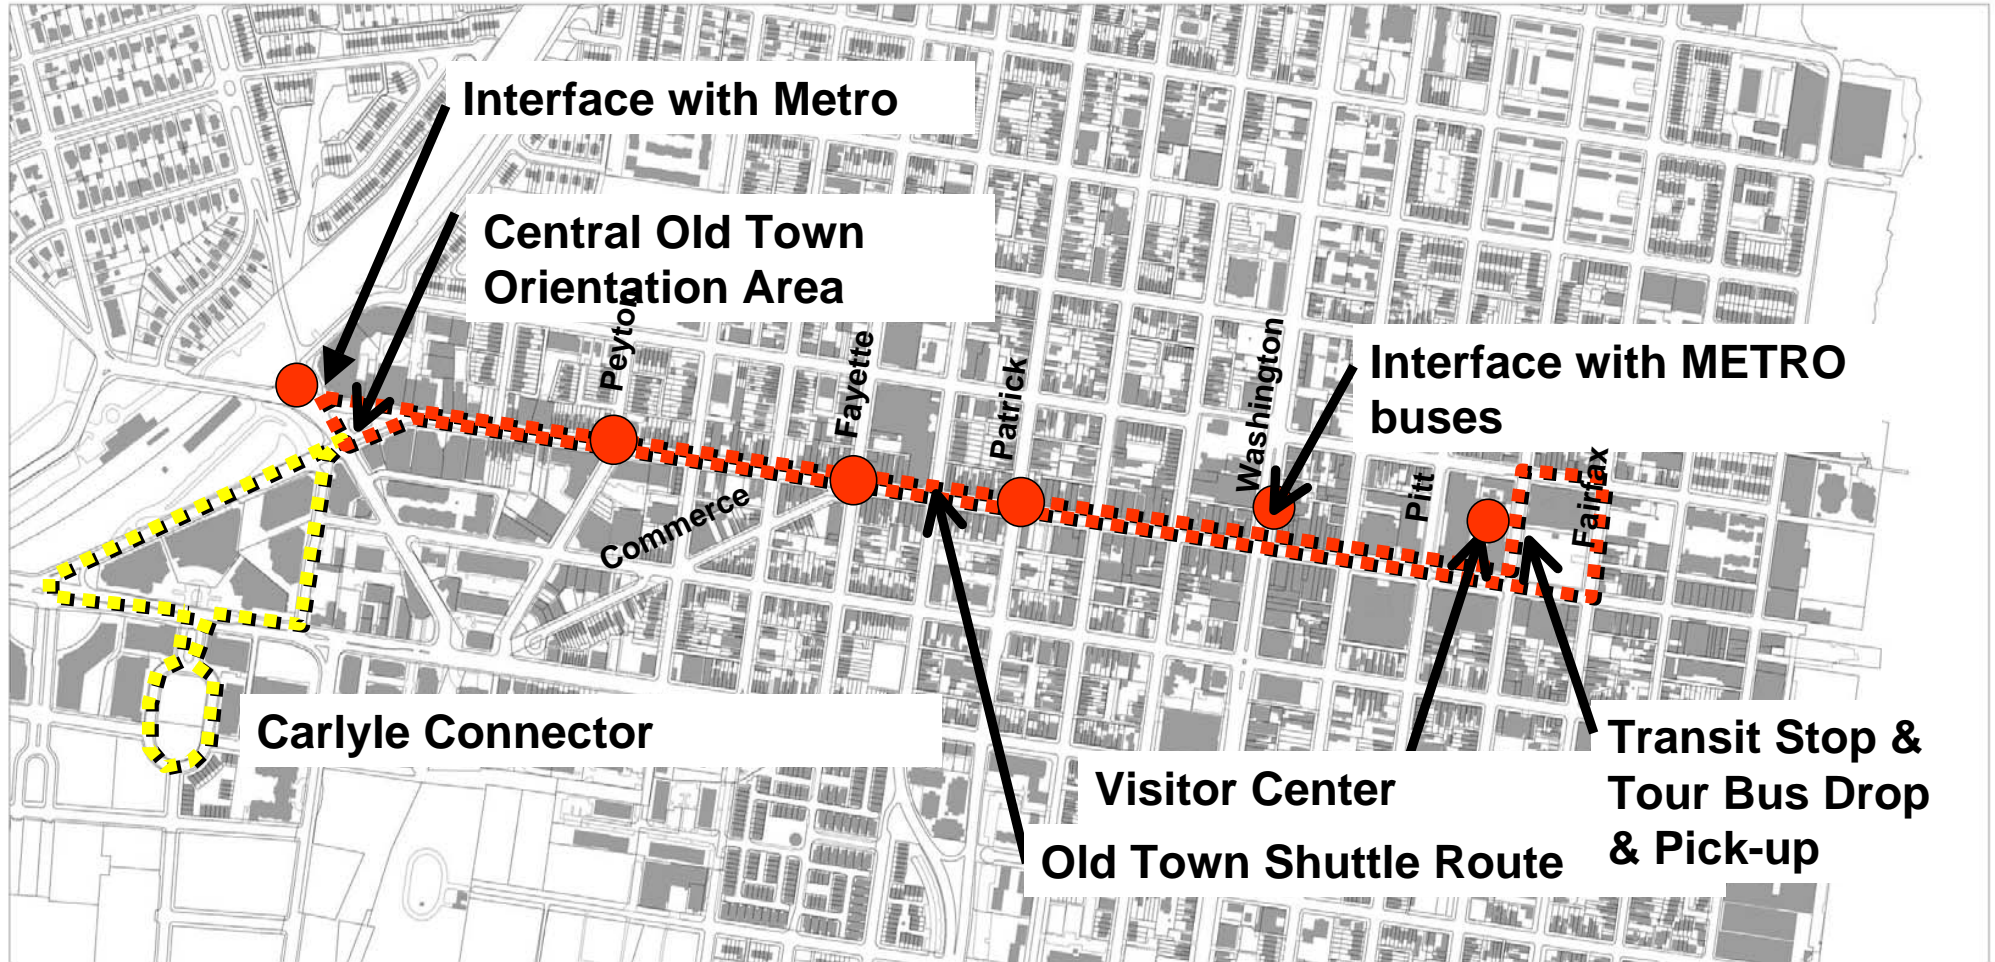 Interface with Metro
Central Old Town
Orientation Area
Peyton
Fayette
Patrick
Washington
Interface with METRO
buses
Pitt
Fairfax
Commerce
Carlyle Connector
Visitor Center
Transit Stop &
Tour Bus Drop
& Pick-up
Old Town Shuttle Route